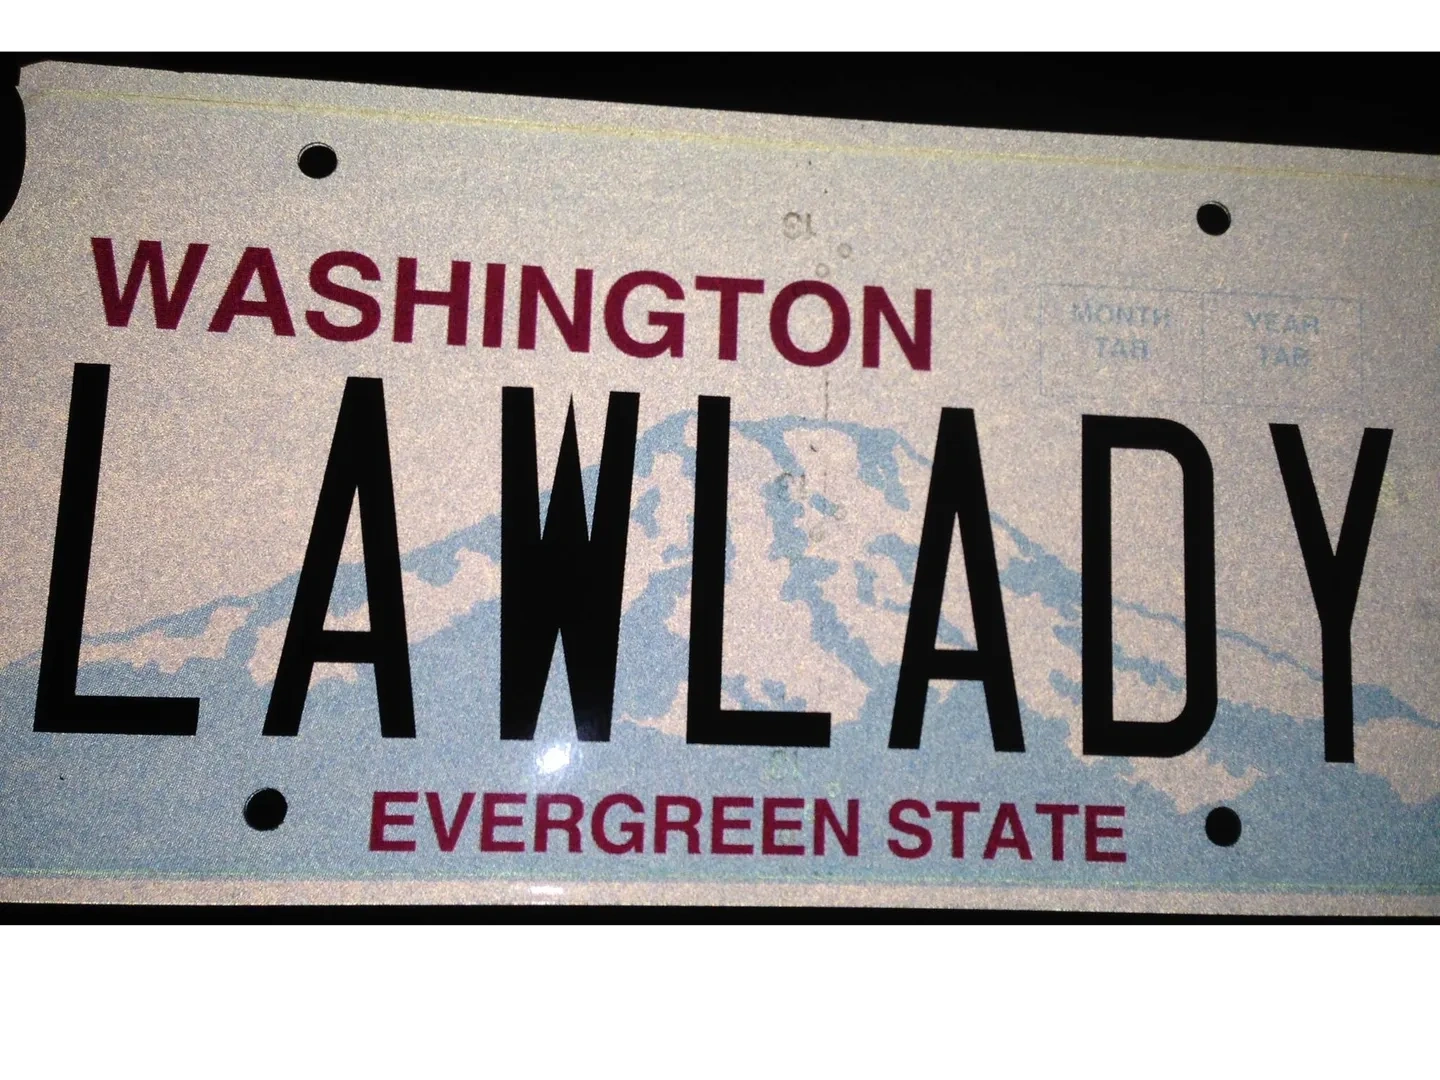 WASHINGTON
MONTH YEAR
TAB TAB
LAWLADY
EVERGREEN STATE